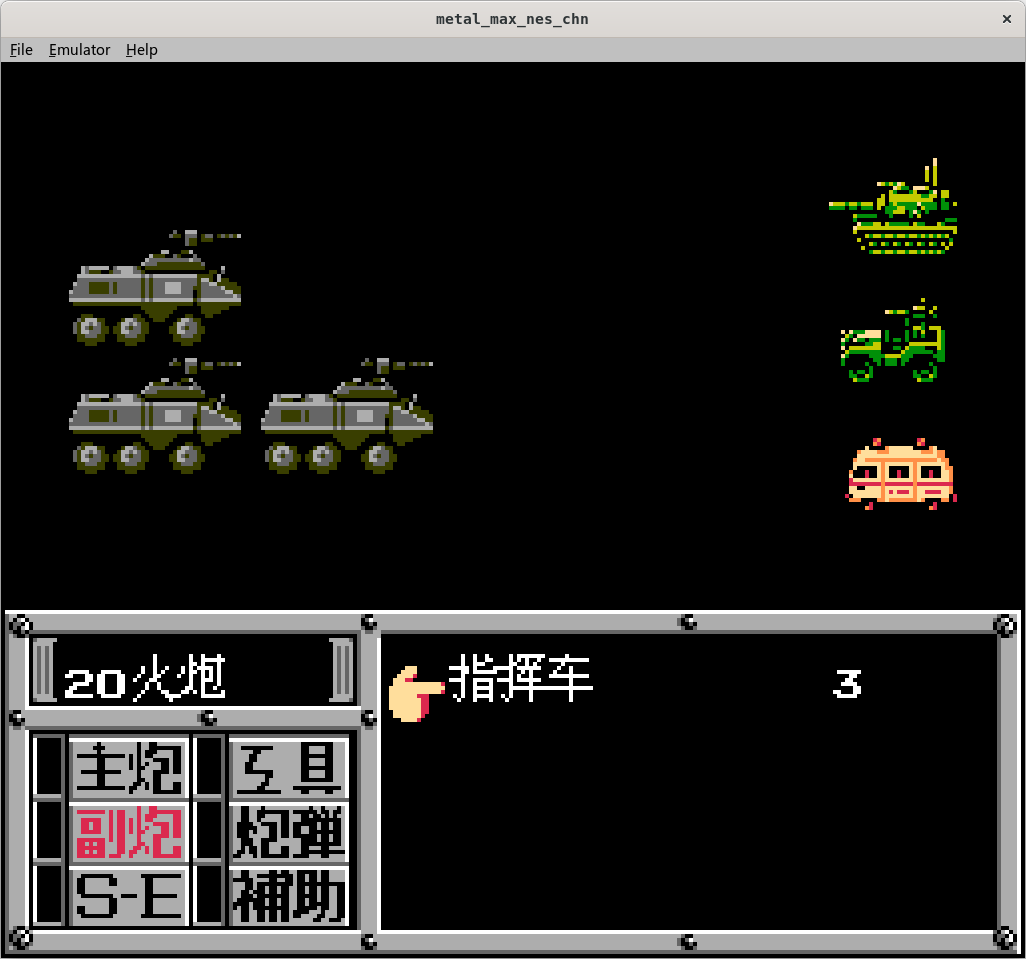 metal_max_nes_chn
File Emulator Help
20火炮
指挥车 3
主炮 工具
副炮 炮弹
S-E 補助